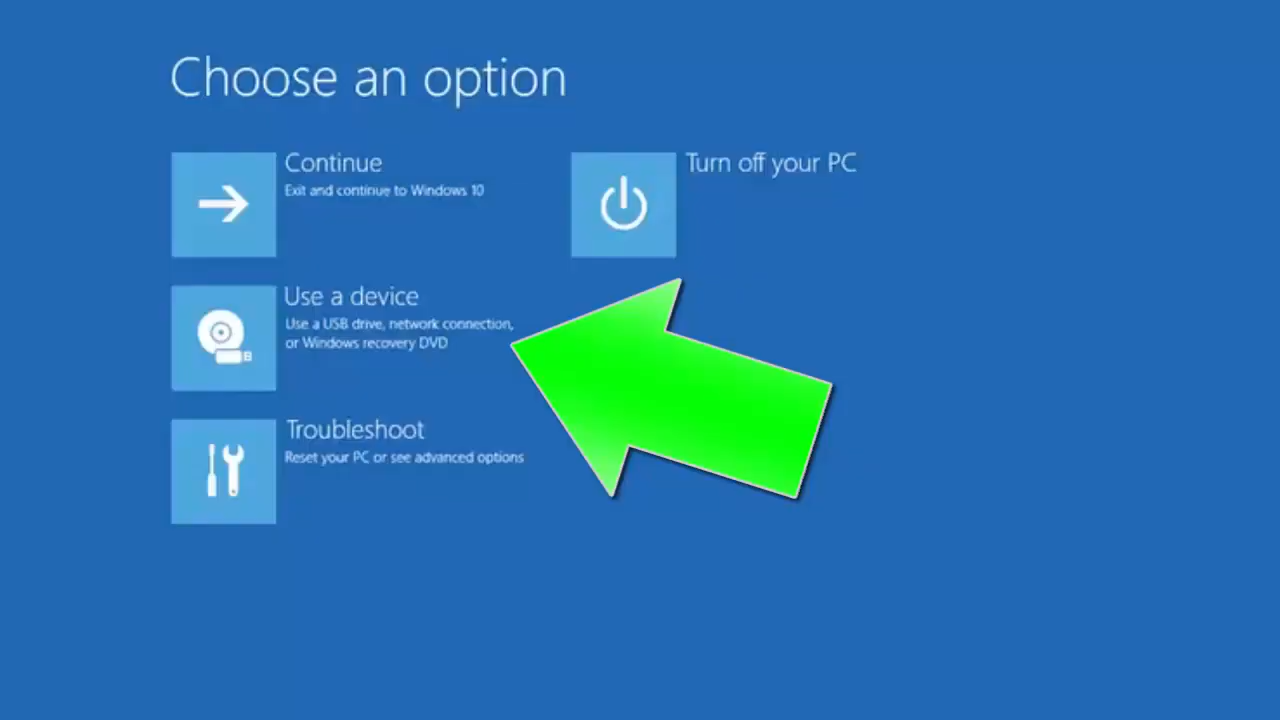 Choose an option
Continue
Exit and continue to Windows 10
Turn off your PC
Use a device
Use a USB drive, network connection,
or Windows recovery DVD
Troubleshoot
Reset your PC or see advanced options